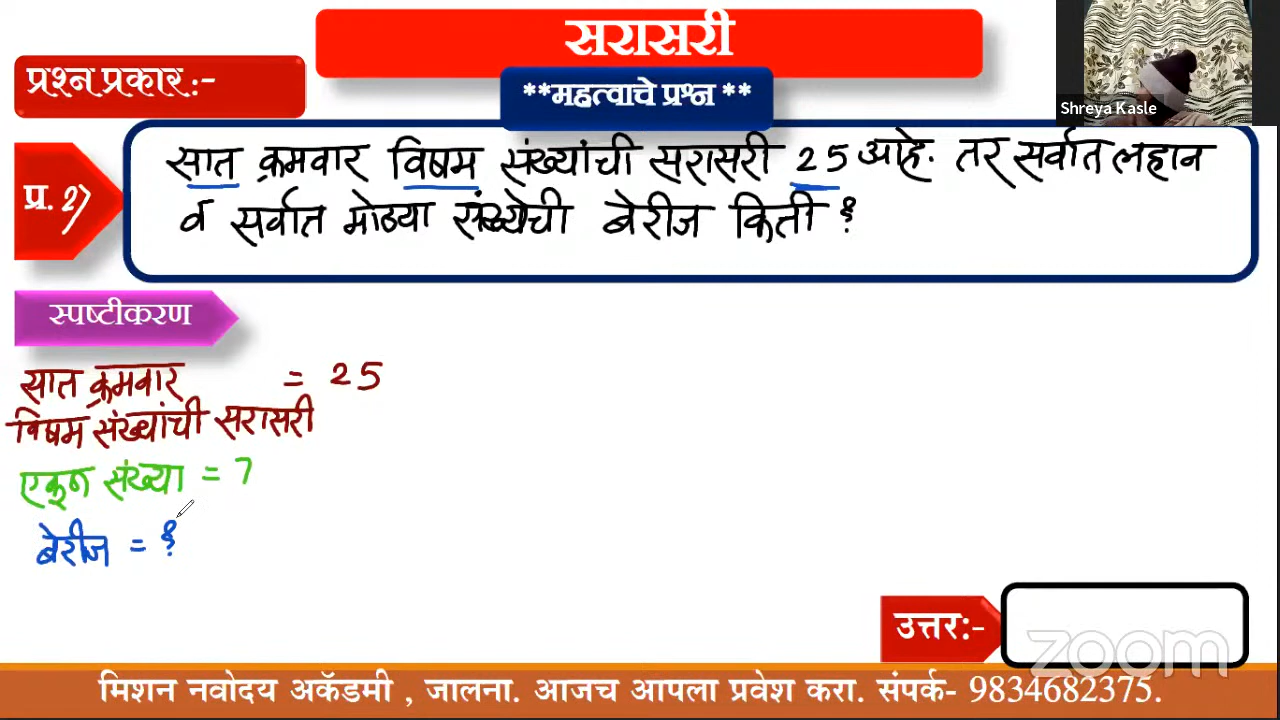 सरासरी
**महत्वाचे प्रश्न **
प्रश्न प्रकार :-
Shreya Kasle
प्र. 2)
सात क्रमवार विषम संख्यांची सरासरी 25 आहे. तर सर्वात लहान
व सर्वात मोठ्या संख्येची बेरीज किती ?
स्पष्टीकरण
सात क्रमवार = 25
विषम संख्यांची सरासरी
एकूण संख्या = 7
बेरीज = ?
उत्तर:-
zoom
मिशन नवोदय अकॅडमी , जालना. आजच आपला प्रवेश करा. संपर्क- 9834682375.